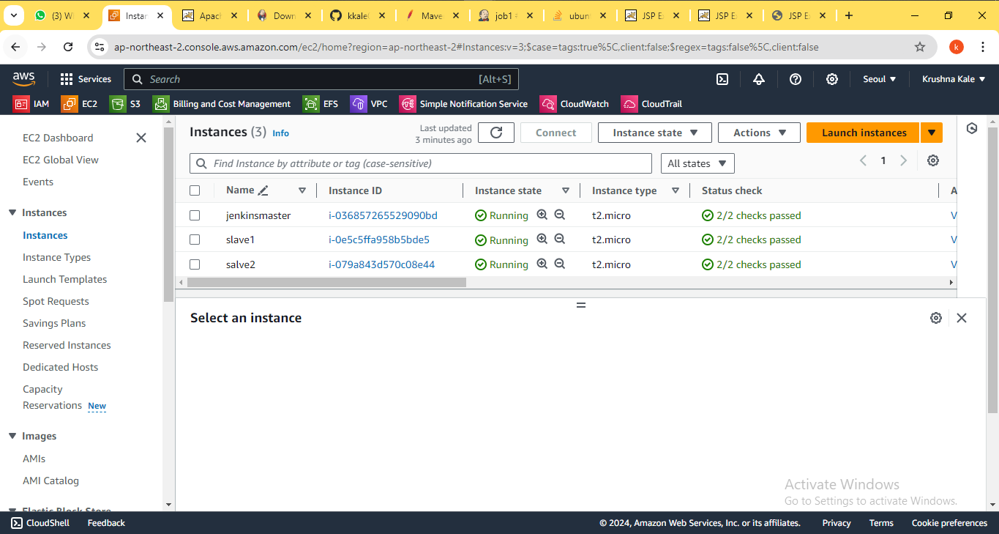 (3) W
Instan
Apach
Down
kkale
Mave
job1
ubun
JSP E
JSP E
JSP E
ap-northeast-2.console.aws.amazon.com/ec2/home?region=ap-northeast-2#Instances:v=3;$case=tags:true%5C,client:false;$regex=tags:false%5C,client:false
k
aws
Services
Search
[Alt+S]
Seoul
Krushna Kale
IAM
EC2
S3
Billing and Cost Management
EFS
VPC
Simple Notification Service
CloudWatch
CloudTrail
EC2 Dashboard
EC2 Global View
Events
Instances
Instances
Instance Types
Launch Templates
Spot Requests
Savings Plans
Reserved Instances
Dedicated Hosts
Capacity
Reservations New
Images
AMIs
AMI Catalog
Elastic Block Store
Instances (3) Info
Last updated
3 minutes ago
Connect
Instance state
Actions
Launch instances
Find Instance by attribute or tag (case-sensitive)
All states
1
Name Instance ID Instance state Instance type Status check A
jenkinsmaster i-036857265529090bd Running t2.micro 2/2 checks passed V
slave1 i-0e5c5ffa958b5bde5 Running t2.micro 2/2 checks passed V
salve2 i-079a843d570c08e44 Running t2.micro 2/2 checks passed V
Select an instance
Activate Windows
Go to Settings to activate Windows.
CloudShell Feedback
© 2024, Amazon Web Services, Inc. or its affiliates. Privacy Terms Cookie preferences